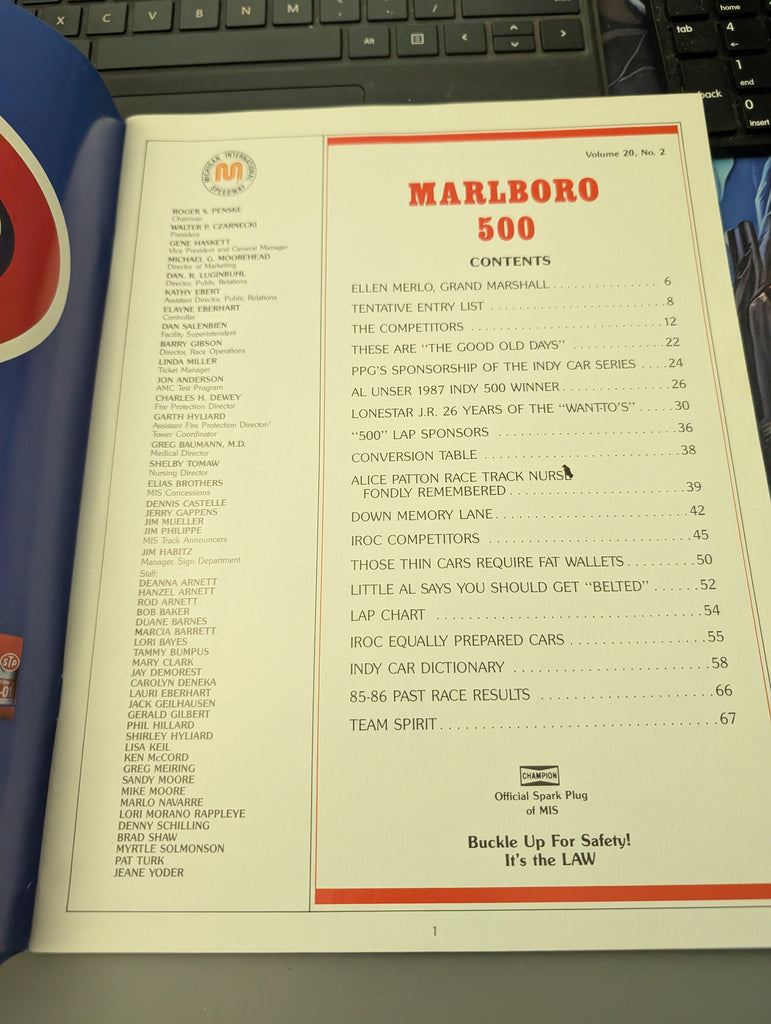 X C V B N M
Alt
home
tab
4
1
end
back
0
insert
STP
MICHIGAN INTERNATIONAL SPEEDWAY
ROGER S. PENSKE
Chairman
WALTER P. CZARNECKI
President
GENE HASKETT
Vice President and General Manager
MICHAEL G. MOOREHEAD
Director of Marketing
DAN. R. LUGINBUHL
Director, Public Relations
KATHY EBERT
Assistant Director, Public Relations
ELAYNE EBERHART
Controller
DAN SALENBIEN
Facility Superintendent
BARRY GIBSON
Director, Race Operations
LINDA MILLER
Ticket Manager
JON ANDERSON
AMC Test Program
CHARLES H. DEWEY
Fire Protection Director
GARTH HYLIARD
Assistant Fire Protection Director/
Tower Coordinator
GREG BAUMANN, M.D.
Medical Director
SHELBY TOMAW
Nursing Director
ELIAS BROTHERS
MIS Concessions
DENNIS CASTELLE
JERRY GAPPENS
JIM MUELLER
JIM PHILIPPE
MIS Track Announcers
JIM HABITZ
Manager, Sign Department
Staff:
DEANNA ARNETT
HANZEL ARNETT
ROD ARNETT
BOB BAKER
DUANE BARNES
MARCIA BARRETT
LORI BAYES
TAMMY BUMPUS
MARY CLARK
JAY DEMOREST
CAROLYN DENEKA
LAURI EBERHART
JACK GEILHAUSEN
GERALD GILBERT
PHIL HILLARD
SHIRLEY HYLIARD
LISA KEIL
KEN McCORD
GREG MEIRING
SANDY MOORE
MIKE MOORE
MARLO NAVARRE
LORI MORANO RAPPLEYE
DENNY SCHILLING
BRAD SHAW
MYRTLE SOLMONSON
PAT TURK
JEANE YODER
Volume 20, No. 2
MARLBORO
500
CONTENTS
ELLEN MERLO, GRAND MARSHALL . . . . . . . . . . . . . 6
TENTATIVE ENTRY LIST . . . . . . . . . . . . . . . . . . . . . . 8
THE COMPETITORS . . . . . . . . . . . . . . . . . . . . . . . . 12
THESE ARE "THE GOOD OLD DAYS" . . . . . . . . . . . 22
PPG'S SPONSORSHIP OF THE INDY CAR SERIES . . . . 24
AL UNSER 1987 INDY 500 WINNER . . . . . . . . . . . . . 26
LONESTAR J.R. 26 YEARS OF THE "WANT-TO'S" . . . . . 30
"500" LAP SPONSORS . . . . . . . . . . . . . . . . . . . . . . 36
CONVERSION TABLE . . . . . . . . . . . . . . . . . . . . . . . 38
ALICE PATTON RACE TRACK NURSE
FONDLY REMEMBERED . . . . . . . . . . . . . . . . . . . . . 39
DOWN MEMORY LANE . . . . . . . . . . . . . . . . . . . . . . 42
IROC COMPETITORS . . . . . . . . . . . . . . . . . . . . . . . 45
THOSE THIN CARS REQUIRE FAT WALLETS . . . . . . . . . 50
LITTLE AL SAYS YOU SHOULD GET "BELTED" . . . . . . 52
LAP CHART . . . . . . . . . . . . . . . . . . . . . . . . . . . . . 54
IROC EQUALLY PREPARED CARS . . . . . . . . . . . . . . . 55
INDY CAR DICTIONARY . . . . . . . . . . . . . . . . . . . . . 58
85-86 PAST RACE RESULTS . . . . . . . . . . . . . . . . . . 66
TEAM SPIRIT . . . . . . . . . . . . . . . . . . . . . . . . . . . . 67
CHAMPION
Official Spark Plug
of MIS
Buckle Up For Safety!
It's the LAW
1